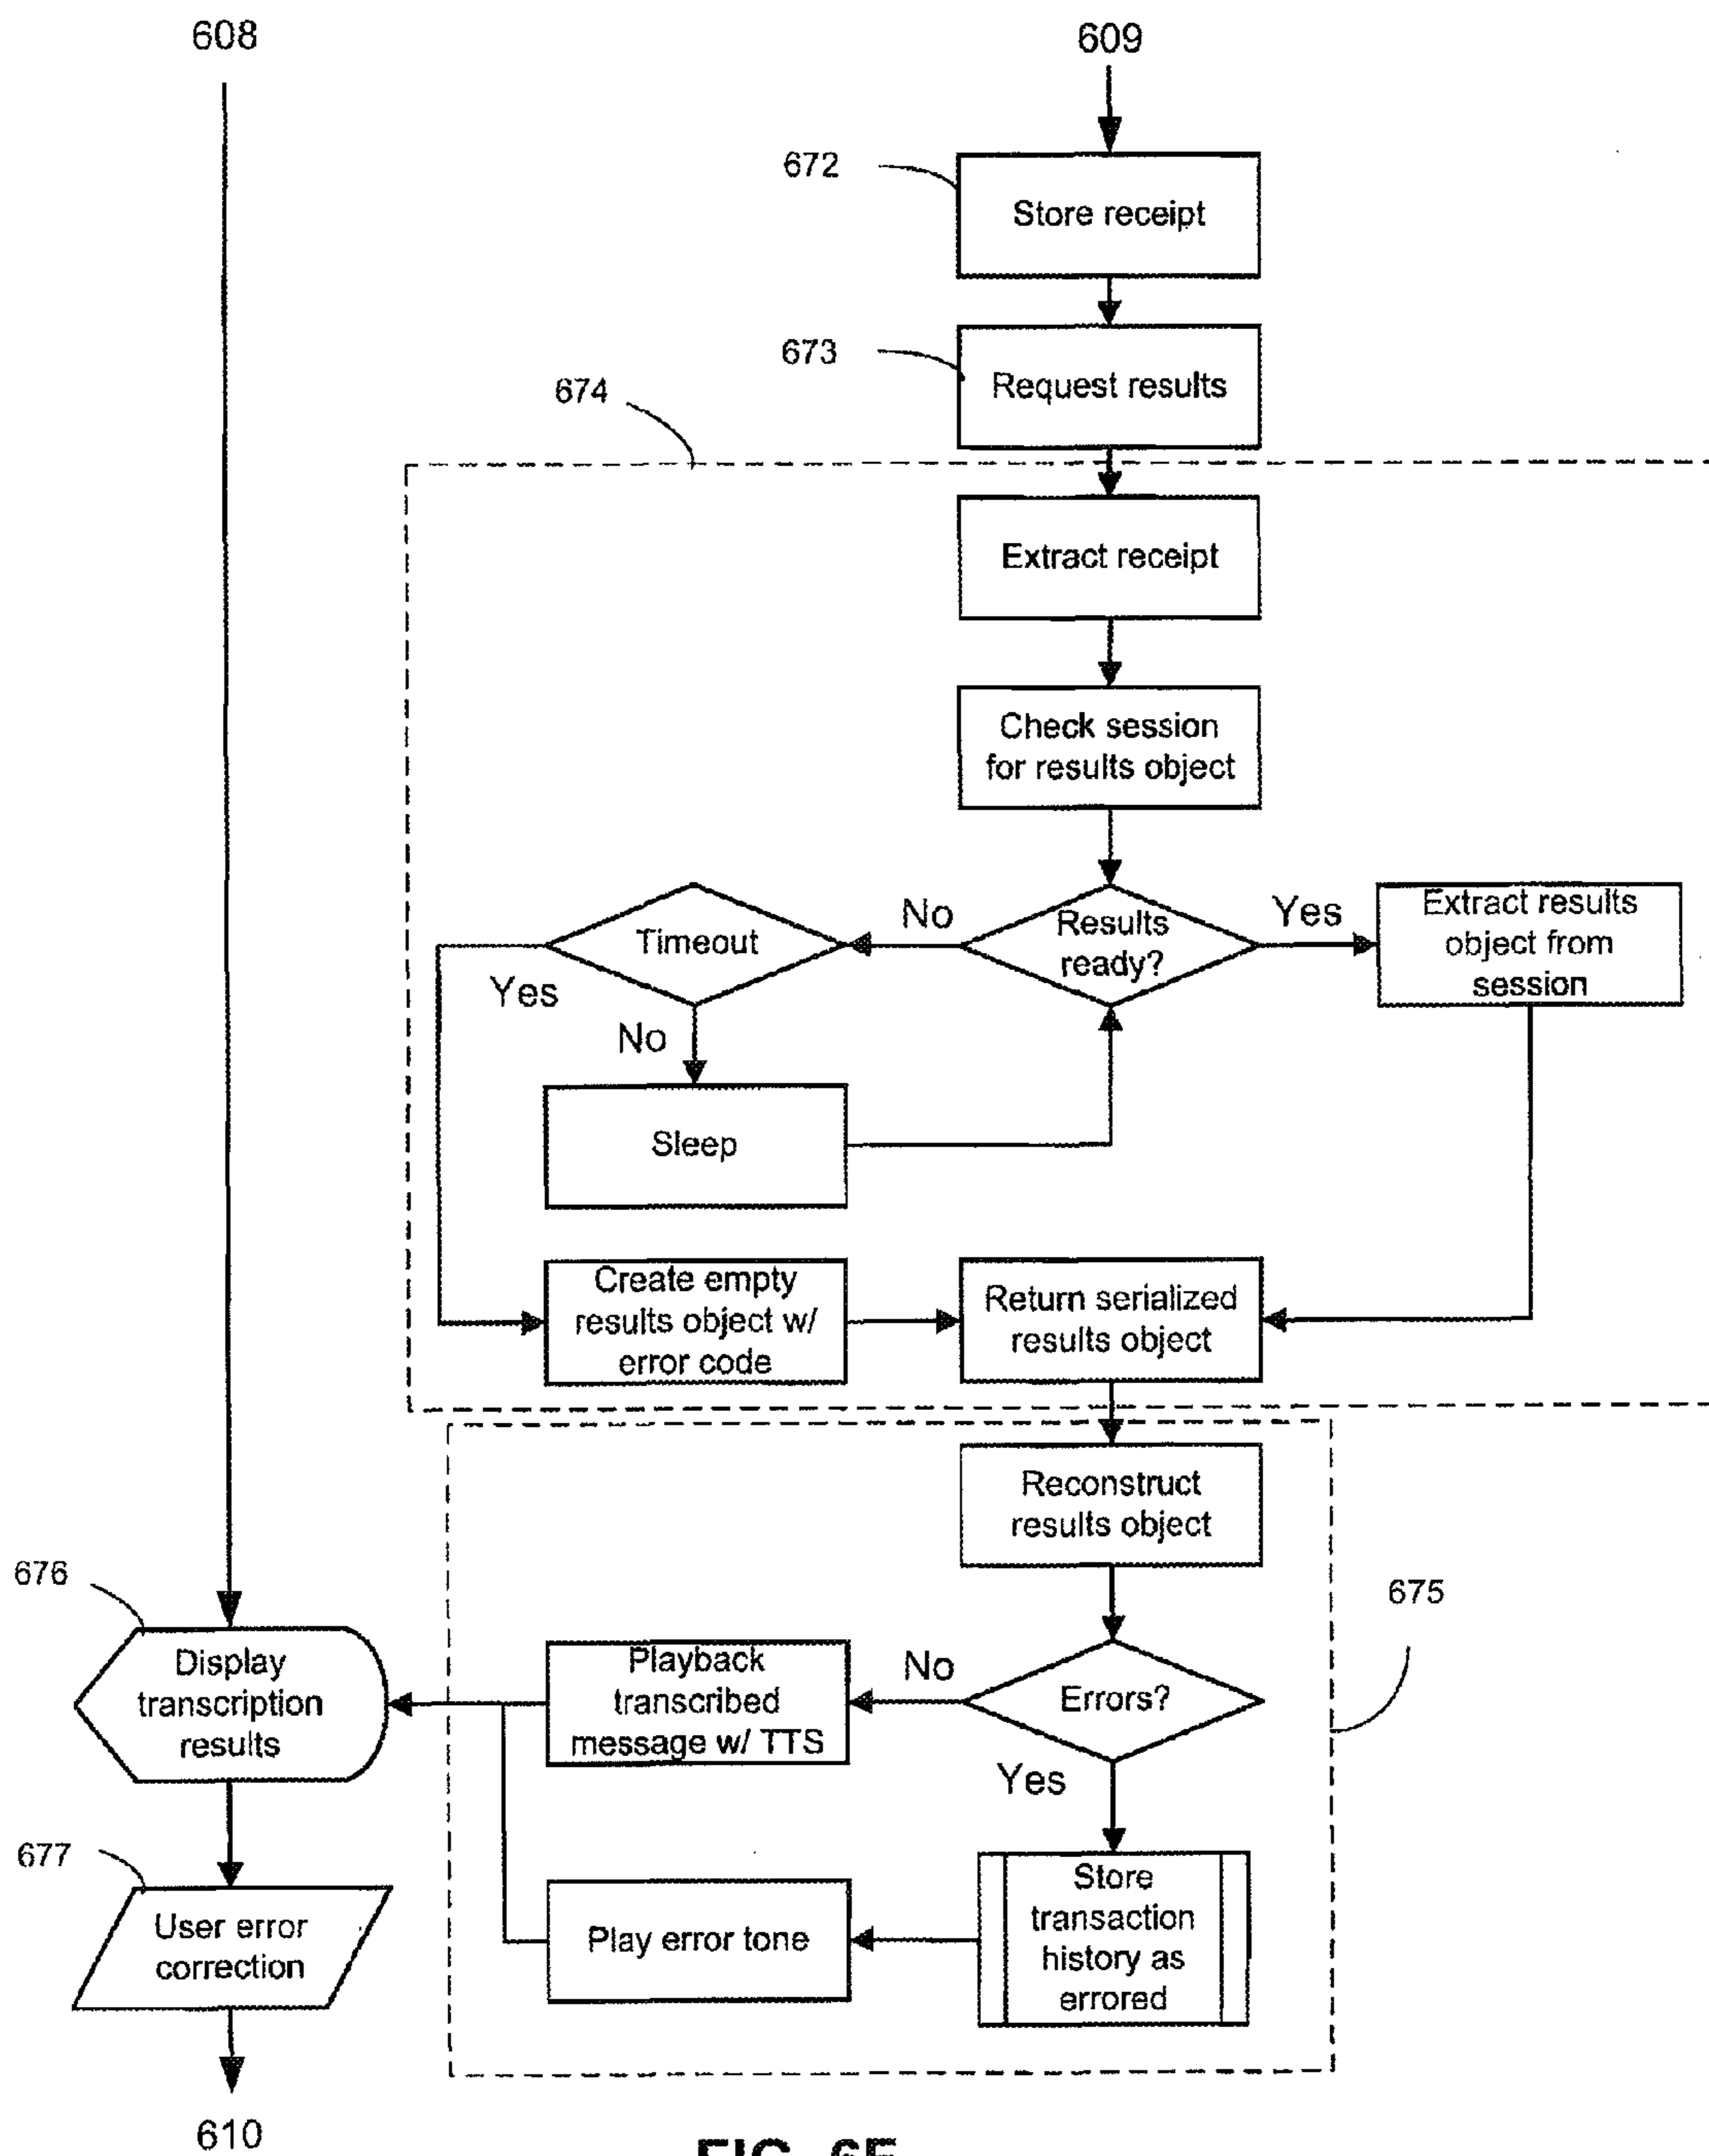 608
609
672
Store receipt
673
Request results
674
Extract receipt
Check session
for results object
Timeout
No
Results
ready?
Yes
Extract results
object from
session
Yes
No
Sleep
Create empty
results object w/
error code
Return serialized
results object
Reconstruct
results object
676
675
Display
transcription
results
Playback
transcribed
message w/ TTS
No
Errors?
Yes
677
User error
correction
Play error tone
Store
transaction
history as
errored
610